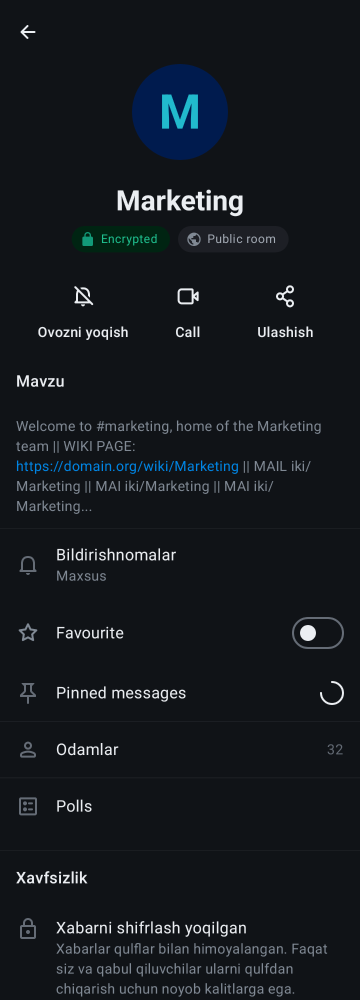 M
Marketing
Encrypted
Public room
Ovozni yoqish
Call
Ulashish
Mavzu
Welcome to #marketing, home of the Marketing
team || WIKI PAGE:
https://domain.org/wiki/Marketing || MAIL iki/
Marketing || MAI iki/Marketing || MAI iki/
Marketing...
Bildirishnomalar
Maxsus
Favourite
Pinned messages
Odamlar
32
Polls
Xavfsizlik
Xabarni shifrlash yoqilgan
Xabarlar qulflar bilan himoyalangan. Faqat
siz va qabul qiluvchilar ularni qulfdan
chiqarish uchun noyob kalitlarga ega.